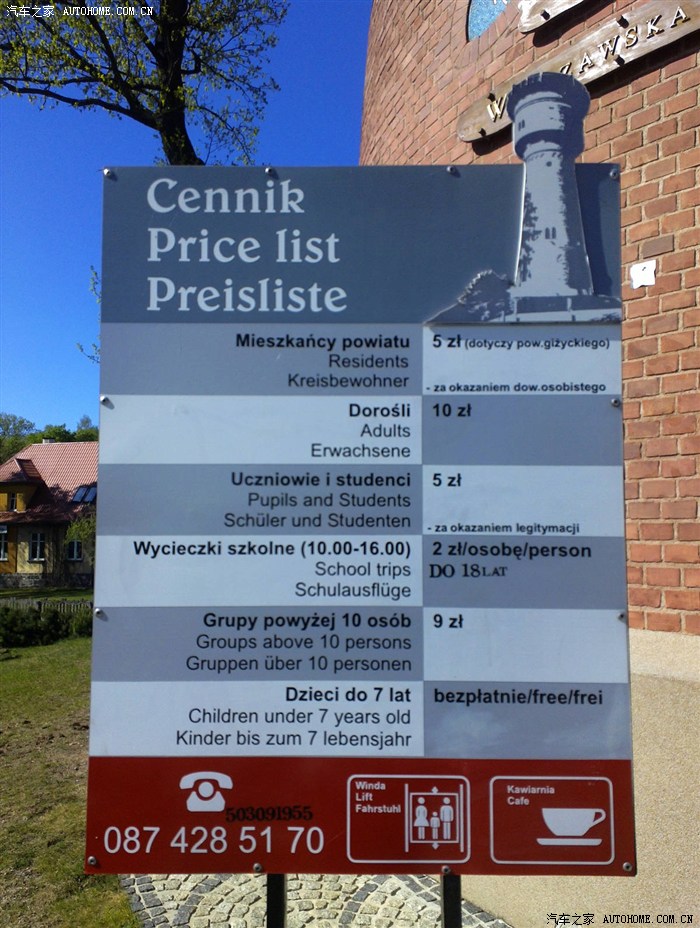 汽车之家 AUTOHOME.COM.CN
Cennik
Price list
Preisliste
Mieszkańcy powiatu
Residents
Kreisbewohner
5 zł (dotyczy pow.giżyckiego)
- za okazaniem dow.osobistego
Dorośli
Adults
Erwachsene
10 zł
Uczniowie i studenci
Pupils and Students
Schüler und Studenten
5 zł
- za okazaniem legitymacji
Wycieczki szkolne (10.00-16.00)
School trips
Schulausflüge
2 zł/osobę/person
DO 18 LAT
Grupy powyżej 10 osób
Groups above 10 persons
Gruppen über 10 personen
9 zł
Dzieci do 7 lat
Children under 7 years old
Kinder bis zum 7 lebensjahr
bezpłatnie/free/frei
503091955
087 428 51 70
Winda
Lift
Fahrstuhl
Kawiarnia
Cafe
汽车之家 AUTOHOME.COM.CN